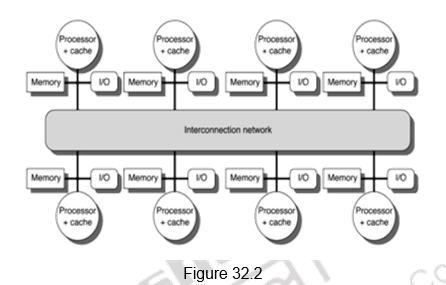 Processor + cache Processor + cache Processor + cache Processor + cache
Memory I/O Memory I/O Memory I/O Memory I/O
Interconnection network
Memory I/O Memory I/O Memory I/O Memory I/O
Processor + cache Processor + cache Processor + cache Processor + cache
Figure 32.2